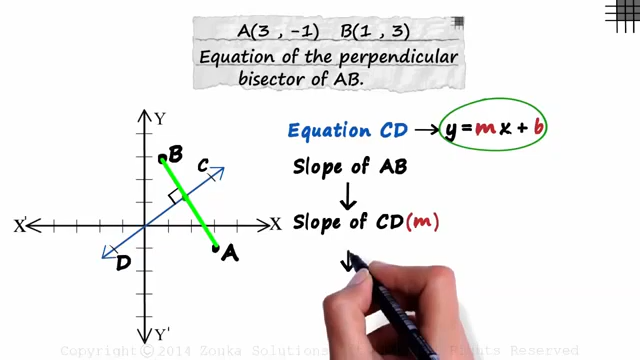 A(3 , -1) B(1 , 3)
Equation of the perpendicular
bisector of AB.
Y
Equation CD → y = mx + b
B
C
Slope of AB
X' X
Slope of CD(m)
A
D
Y'
Copyright © 2014 Zouka Solutions All Rights Reserved